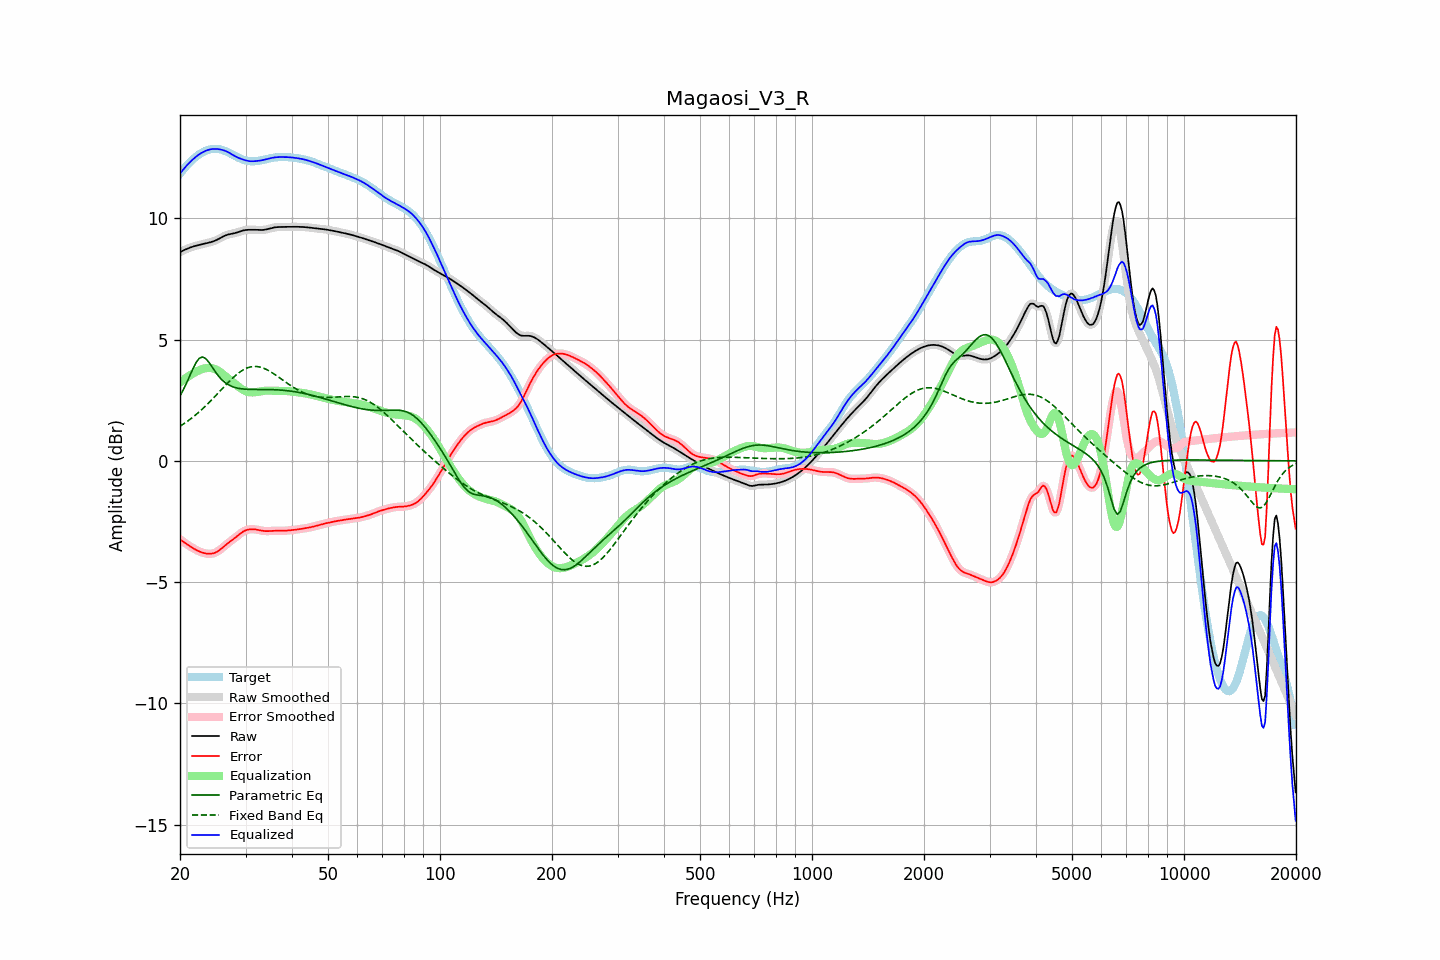 Magaosi_V3_R
Amplitude (dBr)
10
5
0
−5
−10
−15
Target
Raw Smoothed
Error Smoothed
Raw
Error
Equalization
Parametric Eq
Fixed Band Eq
Equalized
20 50 100 200 500 1000 2000 5000 10000 20000
Frequency (Hz)